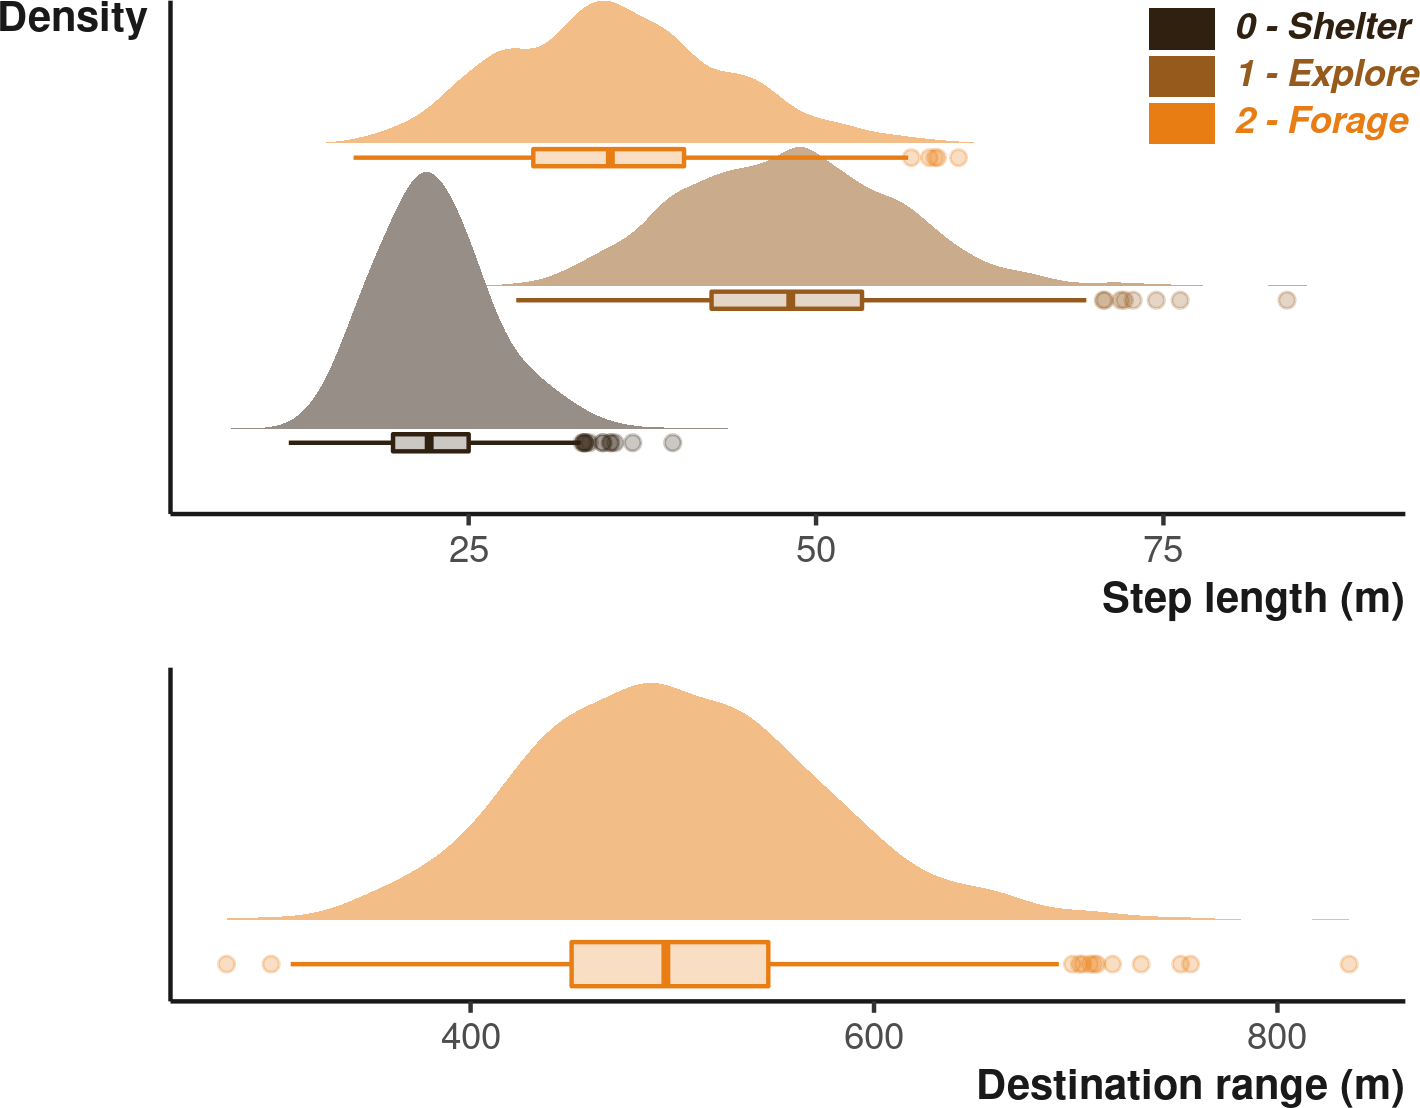 Density
0 - Shelter
1 - Explore
2 - Forage
25 50 75
Step length (m)
400 600 800
Destination range (m)